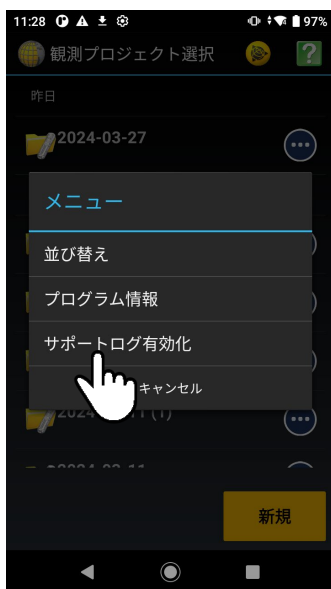 11:28 97%
観測プロジェクト選択 ?
昨日
2024-03-27
メニュー
並び替え
プログラム情報
サポートログ有効化
キャンセル
新規